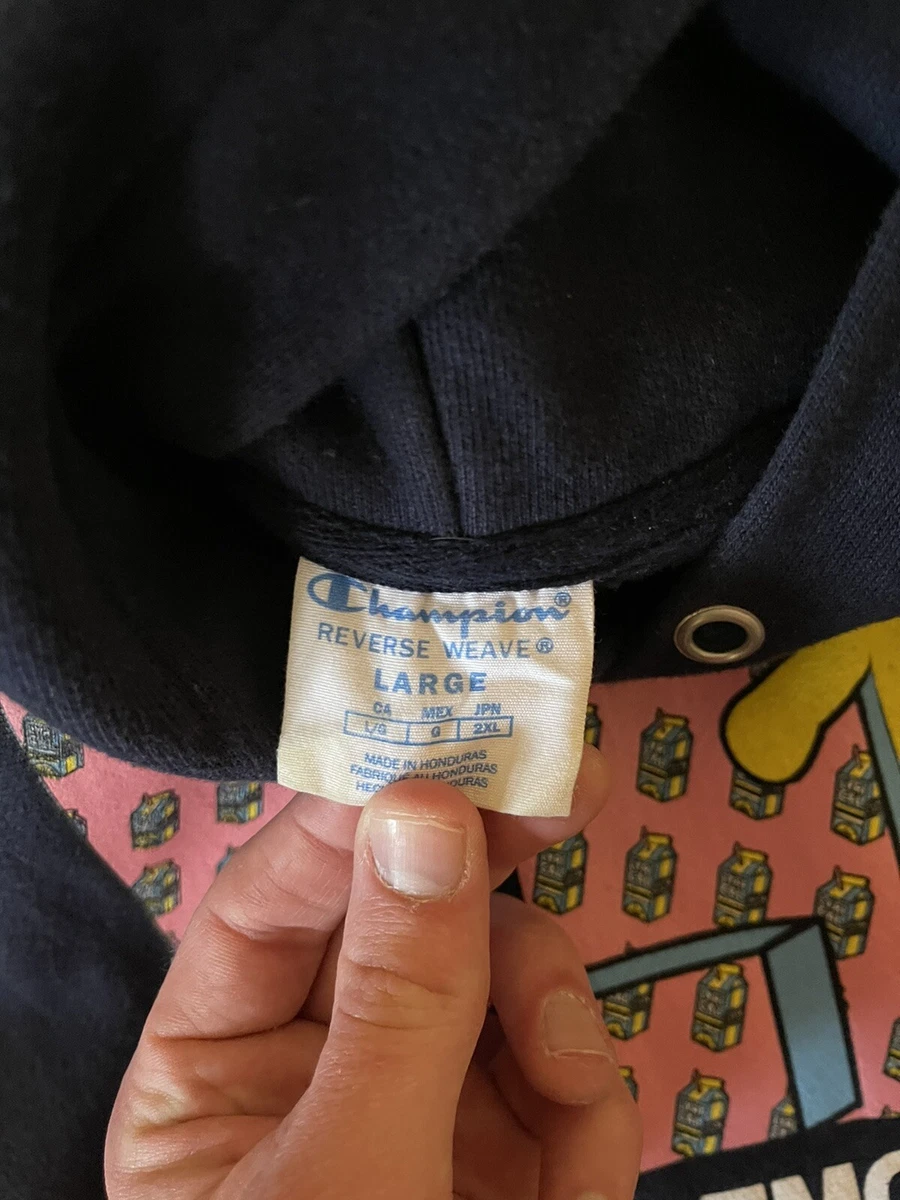 Champion®
REVERSE WEAVE®
LARGE
CA MEX JPN
L/G G 2XL
MADE IN HONDURAS
FABRIQUÉ AU HONDURAS